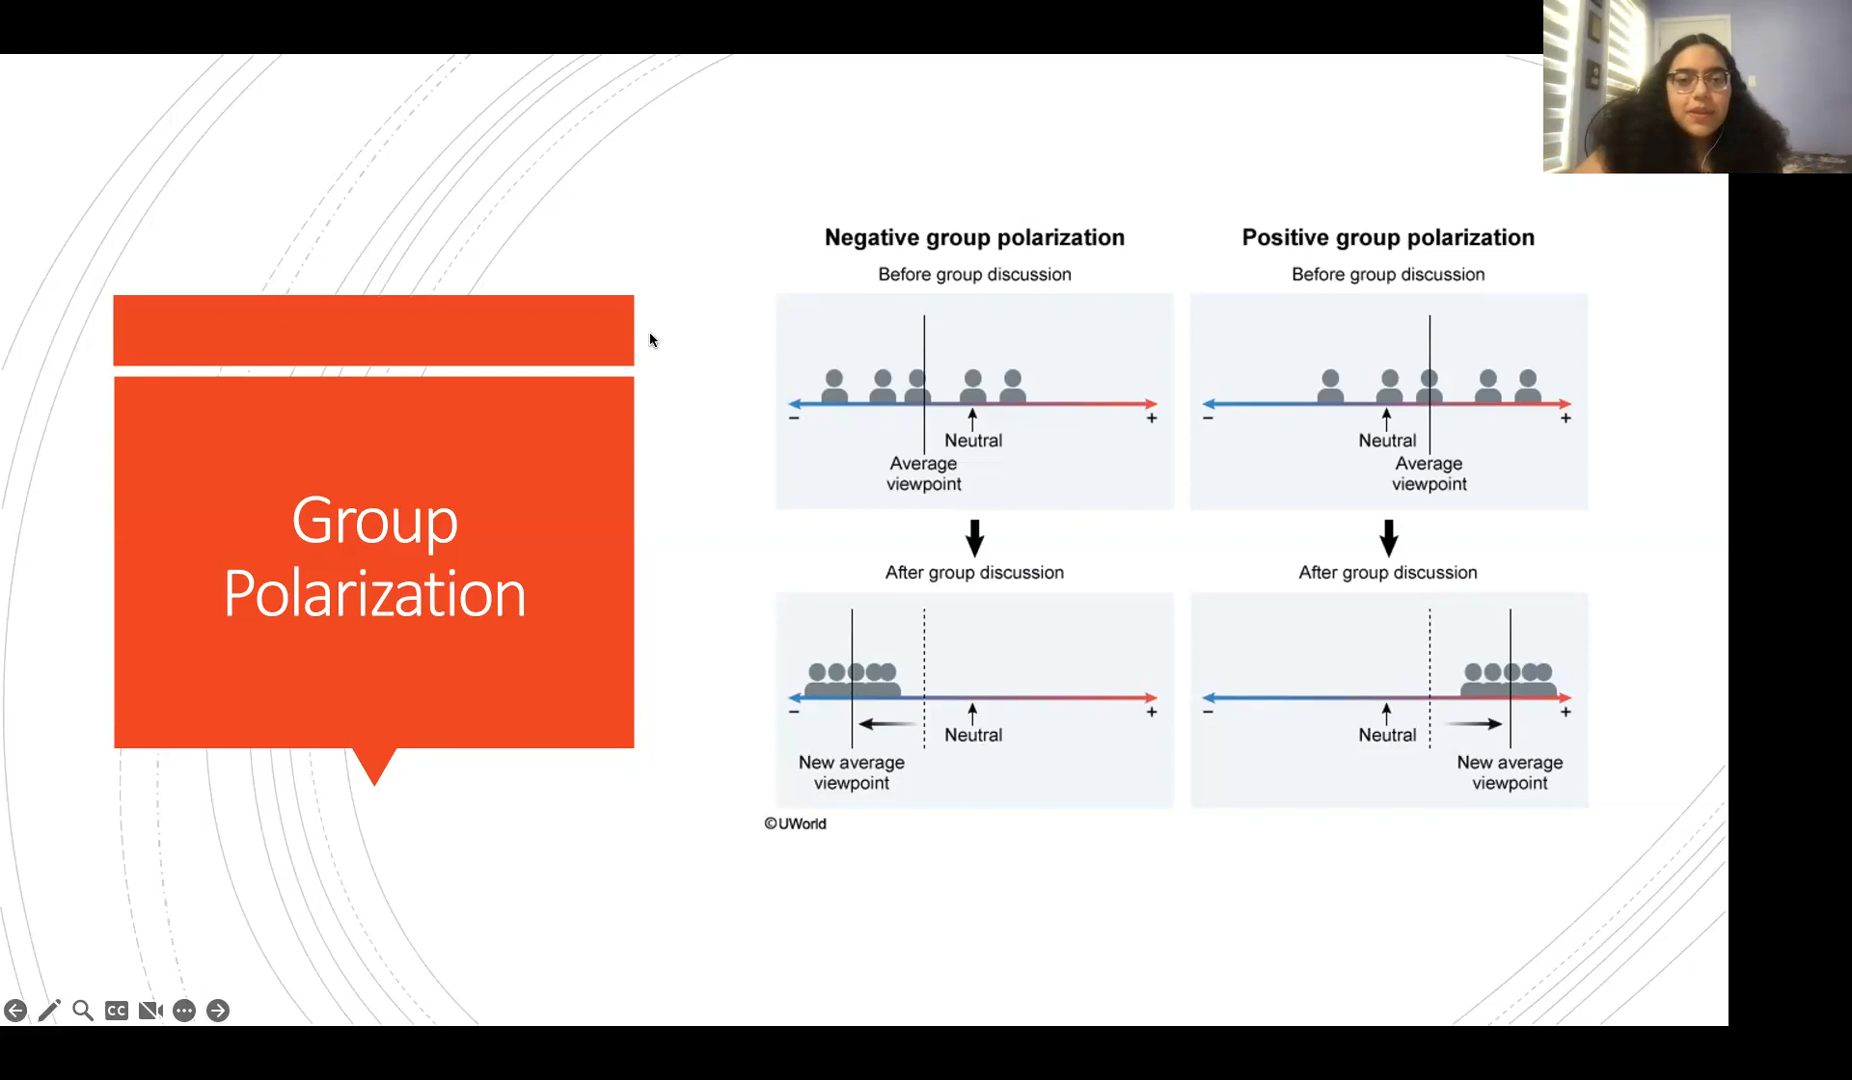 Group
Polarization
Negative group polarization
Before group discussion
−
+
Neutral
Average
viewpoint
After group discussion
−
+
Neutral
New average
viewpoint
Positive group polarization
Before group discussion
−
+
Neutral
Average
viewpoint
After group discussion
−
+
Neutral
New average
viewpoint
©UWorld
CC